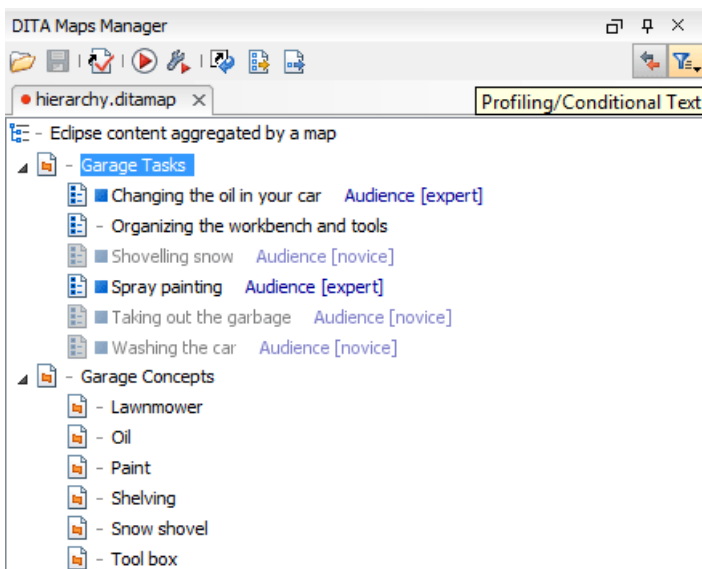 DITA Maps Manager
hierarchy.ditamap
Profiling/Conditional Text
Eclipse content aggregated by a map
Garage Tasks
Changing the oil in your car Audience [expert]
Organizing the workbench and tools
Shovelling snow Audience [novice]
Spray painting Audience [expert]
Taking out the garbage Audience [novice]
Washing the car Audience [novice]
Garage Concepts
Lawnmower
Oil
Paint
Shelving
Snow shovel
Tool box